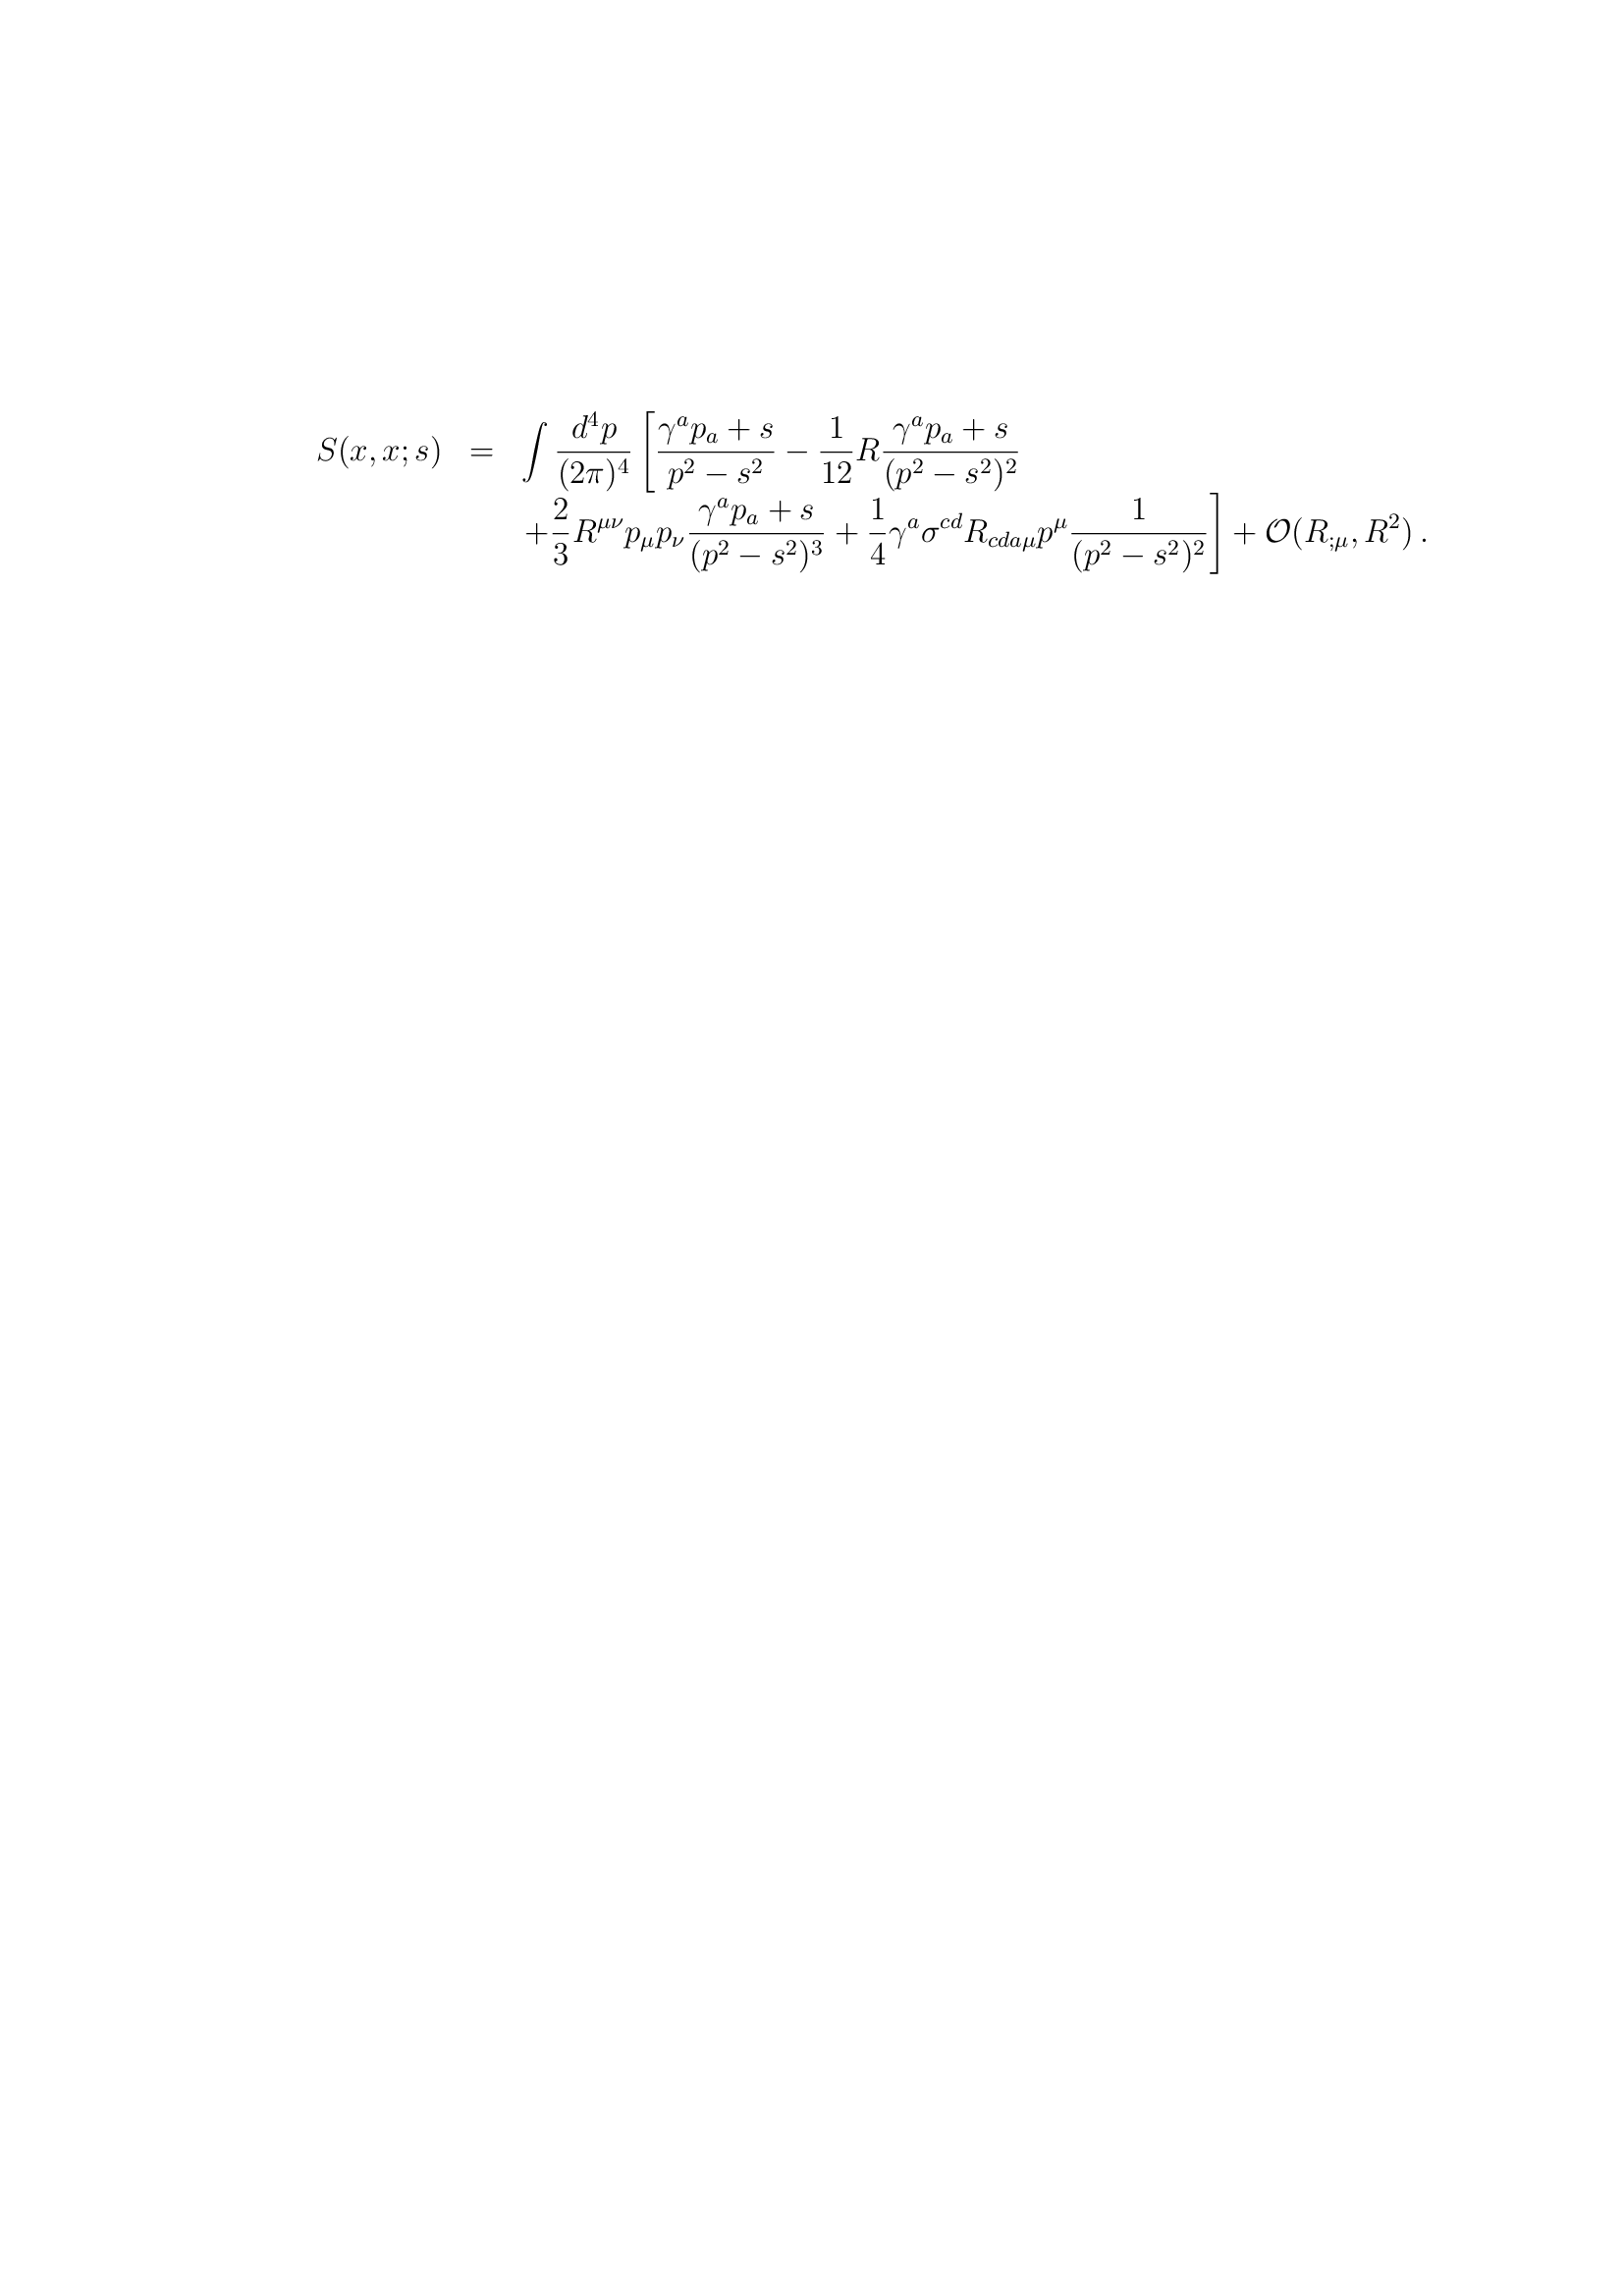 $S(x,x;s) = \int \frac{d^4p}{(2\pi)^4} \left[ \frac{\gamma^a p_a + s}{p^2 - s^2} - \frac{1}{12} R \frac{\gamma^a p_a + s}{(p^2 - s^2)^2} \right.$
$\left. + \frac{2}{3} R^{\mu\nu} p_\mu p_\nu \frac{\gamma^a p_a + s}{(p^2 - s^2)^3} + \frac{1}{4} \gamma^a \sigma^{cd} R_{cda\mu} p^\mu \frac{1}{(p^2 - s^2)^2} \right] + \mathcal{O}(R_{;\mu}, R^2) \, .$